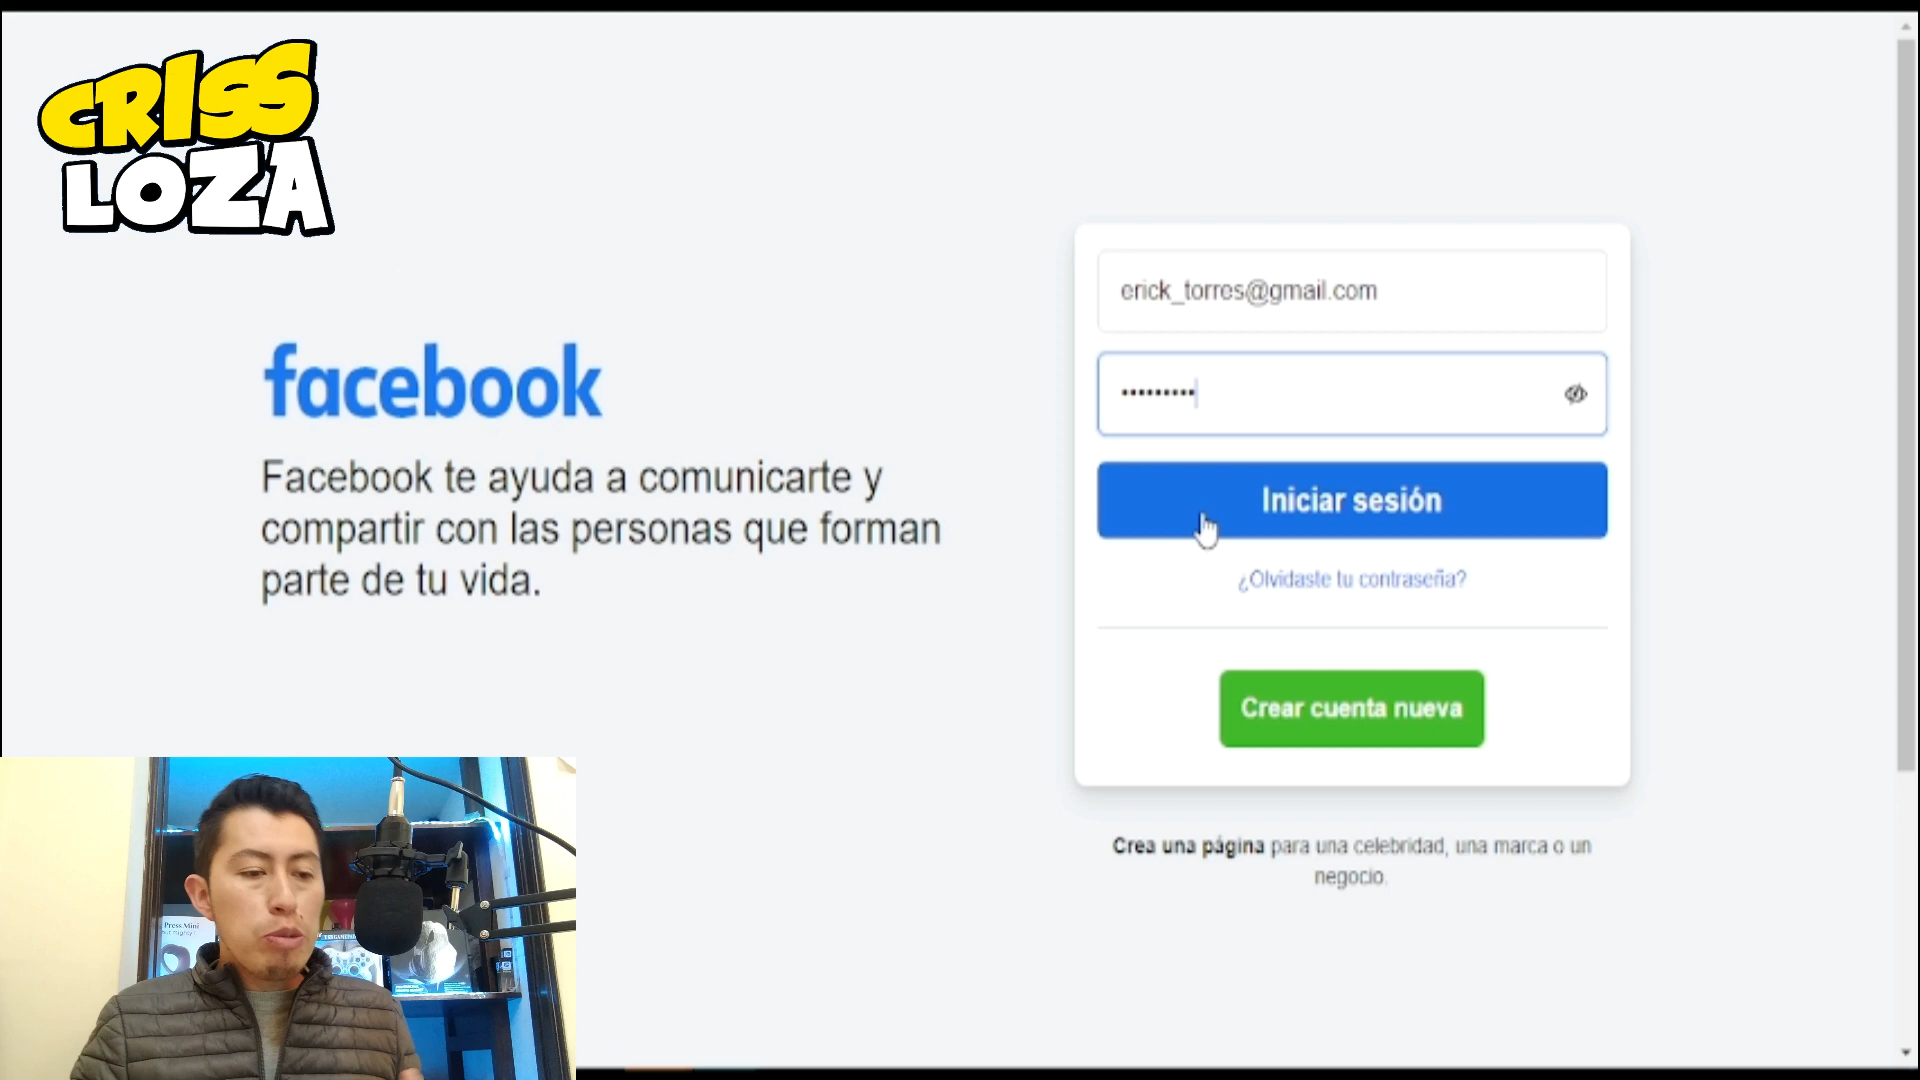 CRISS
LOZA
facebook
Facebook te ayuda a comunicarte y
compartir con las personas que forman
parte de tu vida.
erick_torres@gmail.com
•••••••••
Iniciar sesión
¿Olvidaste tu contraseña?
Crear cuenta nueva
Crea una página para una celebridad, una marca o un
negocio.
Press Mini